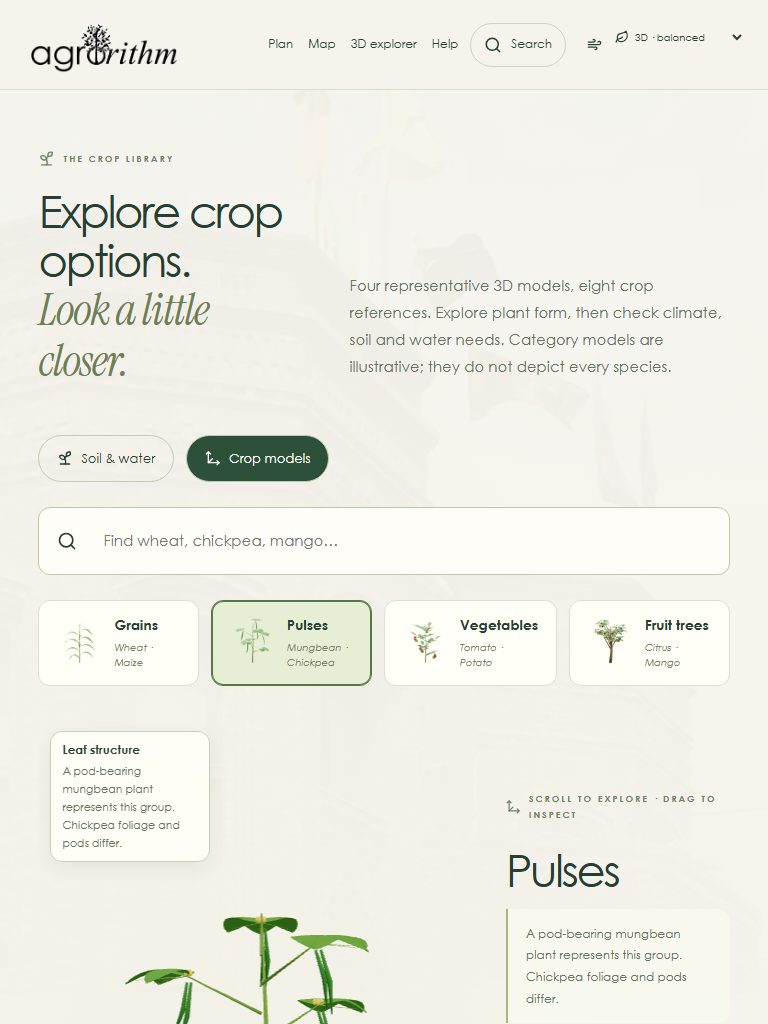 agrorithm
Plan
Map
3D explorer
Help
Search
3D · balanced
THE CROP LIBRARY
Explore crop
options.
Look a little
closer.
Four representative 3D models, eight crop
references. Explore plant form, then check climate,
soil and water needs. Category models are
illustrative; they do not depict every species.
Soil & water
Crop models
Find wheat, chickpea, mango…
Grains
Wheat ·
Maize
Pulses
Mungbean ·
Chickpea
Vegetables
Tomato ·
Potato
Fruit trees
Citrus ·
Mango
Leaf structure
A pod-bearing
mungbean plant
represents this group.
Chickpea foliage and
pods differ.
SCROLL TO EXPLORE · DRAG TO
INSPECT
Pulses
A pod-bearing mungbean
plant represents this group.
Chickpea foliage and pods
differ.